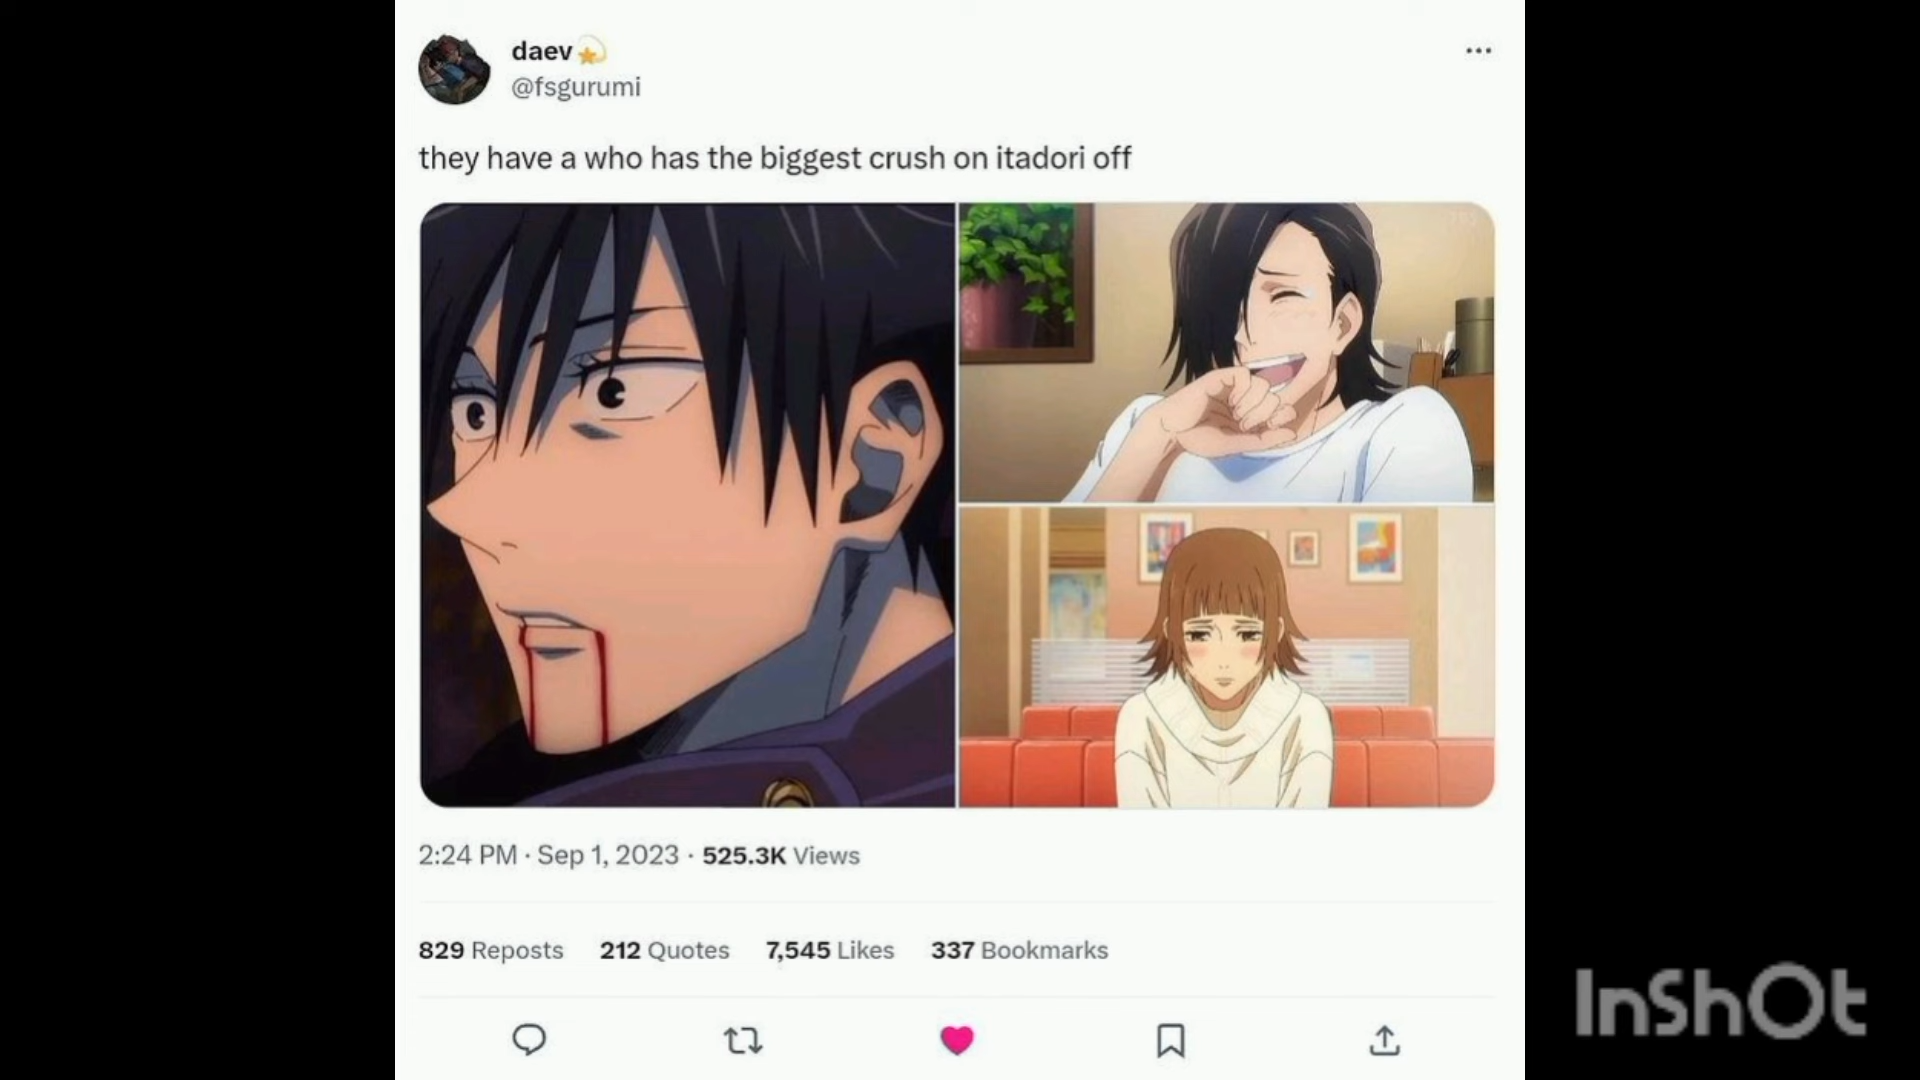 daev
@fsgurumi
they have a who has the biggest crush on itadori off
2:24 PM · Sep 1, 2023 · 525.3K Views
829 Reposts 212 Quotes 7,545 Likes 337 Bookmarks
InShOt